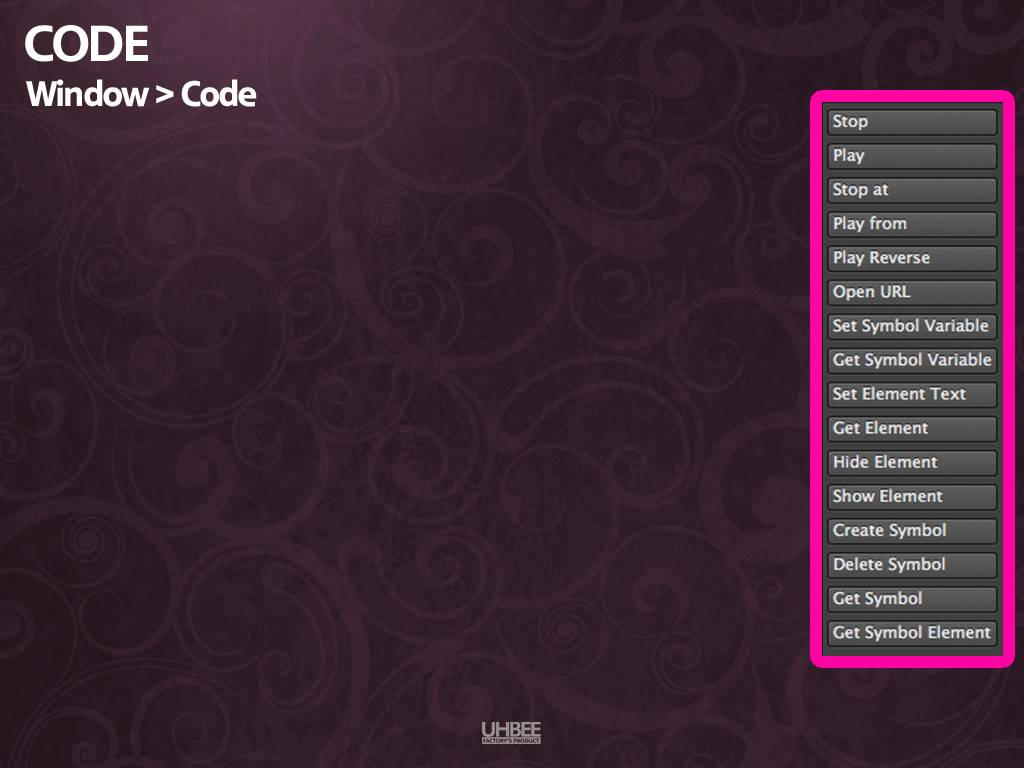 CODE
Window > Code
Stop
Play
Stop at
Play from
Play Reverse
Open URL
Set Symbol Variable
Get Symbol Variable
Set Element Text
Get Element
Hide Element
Show Element
Create Symbol
Delete Symbol
Get Symbol
Get Symbol Element
UHBEE
FACTORY'S PRODUCT